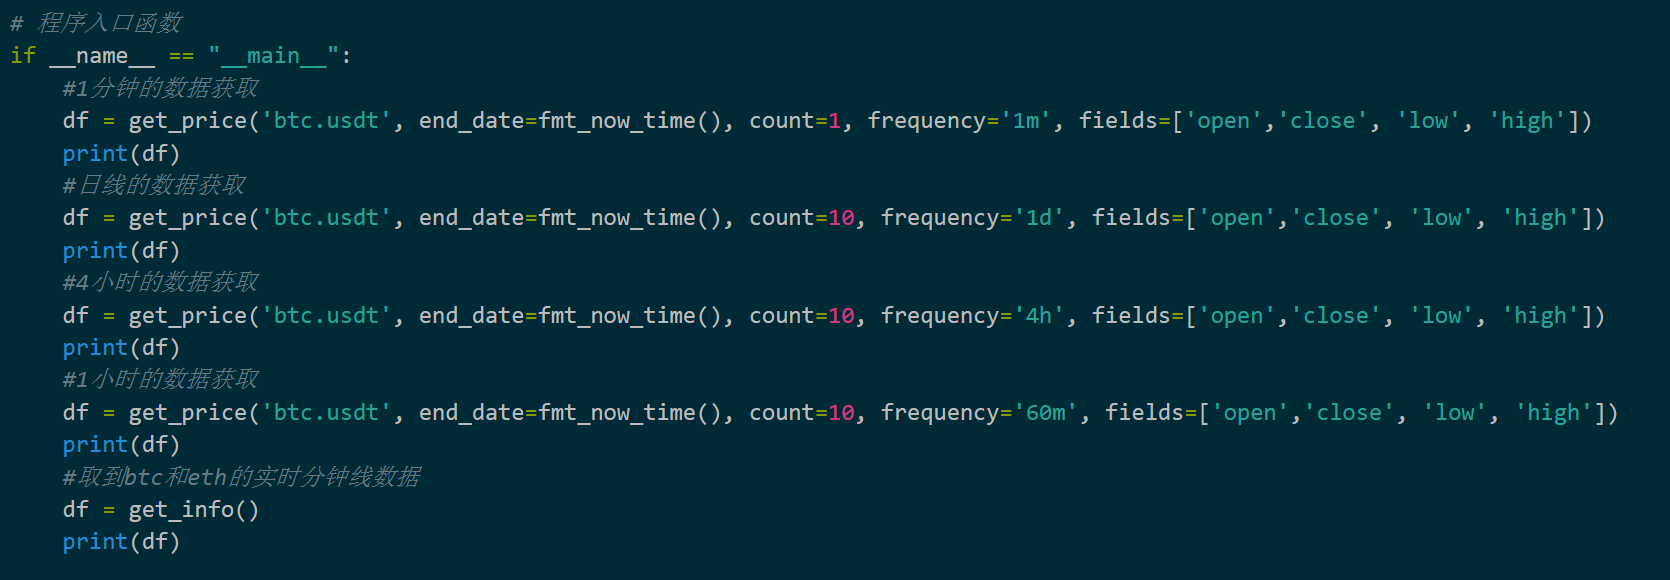 # 程序入口函数
if __name__ == "__main__":
    #1分钟的数据获取
    df = get_price('btc.usdt', end_date=fmt_now_time(), count=1, frequency='1m', fields=['open','close', 'low', 'high'])
    print(df)
    #日线的数据获取
    df = get_price('btc.usdt', end_date=fmt_now_time(), count=10, frequency='1d', fields=['open','close', 'low', 'high'])
    print(df)
    #4小时的数据获取
    df = get_price('btc.usdt', end_date=fmt_now_time(), count=10, frequency='4h', fields=['open','close', 'low', 'high'])
    print(df)
    #1小时的数据获取
    df = get_price('btc.usdt', end_date=fmt_now_time(), count=10, frequency='60m', fields=['open','close', 'low', 'high'])
    print(df)
    #取到btc和eth的实时分钟线数据
    df = get_info()
    print(df)